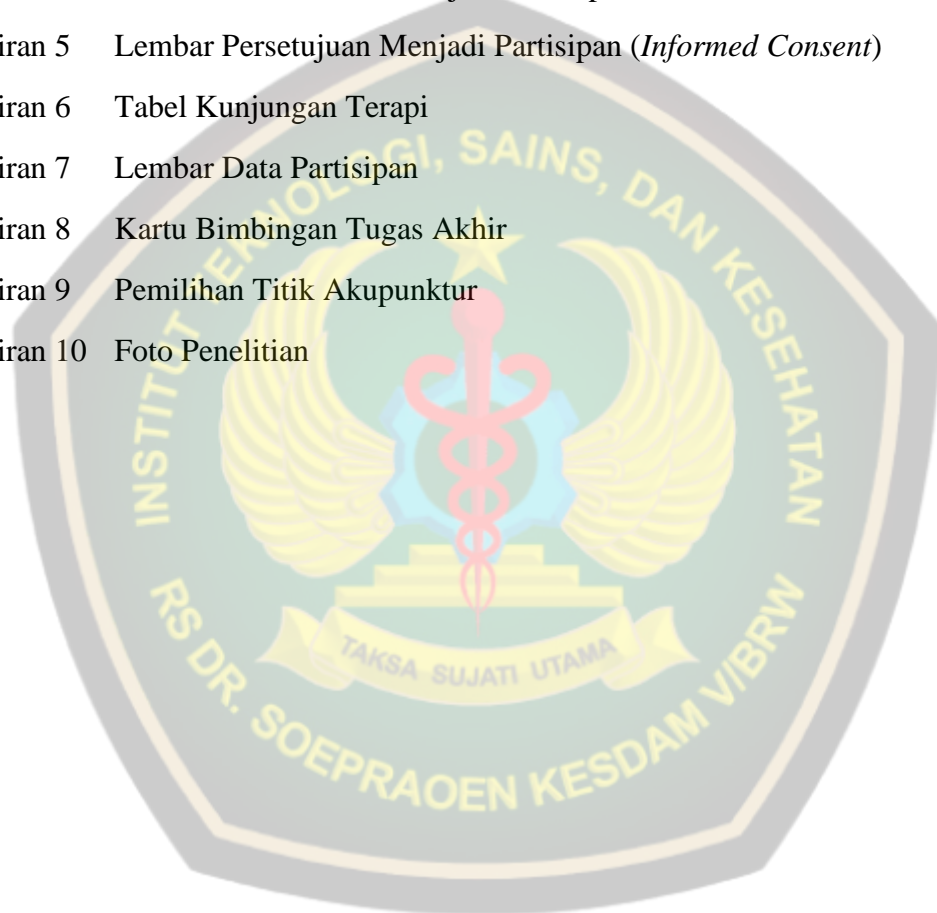 iran 5 Lembar Persetujuan Menjadi Partisipan (Informed Consent)
iran 6 Tabel Kunjungan Terapi
iran 7 Lembar Data Partisipan
iran 8 Kartu Bimbingan Tugas Akhir
iran 9 Pemilihan Titik Akupunktur
iran 10 Foto Penelitian
INSTITUT TEKNOLOGI, SAINS, DAN KESEHATAN
TAKSA SUJATI UTAMA
RS DR. SOEPRAOEN KESDAM V/BRW